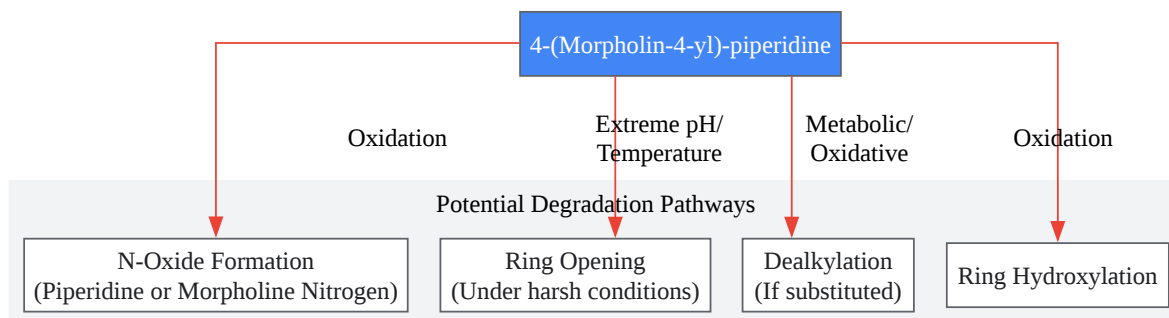 4-(Morpholin-4-yl)-piperidine
Oxidation
Extreme pH/
Temperature
Metabolic/
Oxidative
Oxidation
Potential Degradation Pathways
N-Oxide Formation
(Piperidine or Morpholine Nitrogen)
Ring Opening
(Under harsh conditions)
Dealkylation
(If substituted)
Ring Hydroxylation